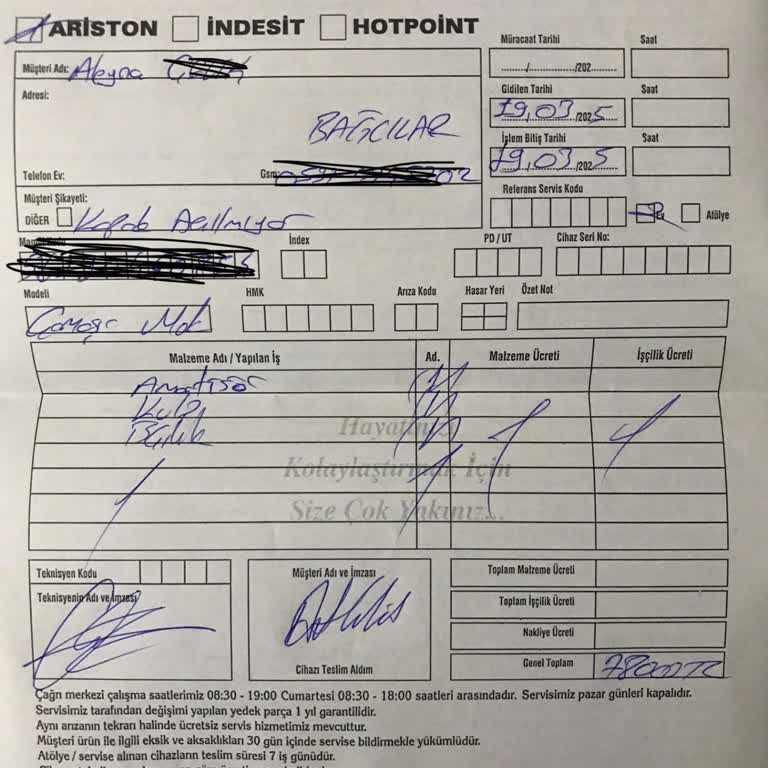 ARISTON İNDESİT HOTPOİNT
Müşteri Adı: Aleyna
Adresi:
BAĞCILAR
Telefon Ev: Gsm:
Müşteri Şikayeti:
DİĞER Kapak Açılmıyor
Müracaat Tarihi Saat
....../....../202......
Gidilen Tarihi Saat
19.03.2025
İşlem Bitiş Tarihi Saat
19.03.2025
Referans Servis Kodu
Ev Atölye
İndex PD / UT Cihaz Seri No:
Modeli HMK Arıza Kodu Hasar Yeri Özet Not
Çamaşır Mak
Malzeme Adı / Yapılan İş Ad. Malzeme Ücreti İşçilik Ücreti
Amortisör
Kulp
İşçilik
Hayatınızı
Kolaylaştırmak İçin
Size Çok Yakınız...
Teknisyen Kodu
Teknisyenin Adı ve İmzası
Müşteri Adı ve İmzası
Cihazı Teslim Aldım
Toplam Malzeme Ücreti
Toplam İşçilik Ücreti
Nakliye Ücreti
Genel Toplam 7800
Çağrı merkezi çalışma saatlerimiz 08:30 - 19:00 Cumartesi 08:30 - 18:00 saatleri arasındadır. Servisimiz pazar günleri kapalıdır.
Servisimiz tarafından değişimi yapılan yedek parça 1 yıl garantilidir.
Aynı arızanın tekrarı halinde ücretsiz servis hizmetimiz mevcuttur.
Müşteri ürün ile ilgili eksik ve aksaklıkları 30 gün içinde servise bildirmekle yükümlüdür.
Atölye / servise alınan cihazların teslim süresi 7 iş günüdür.